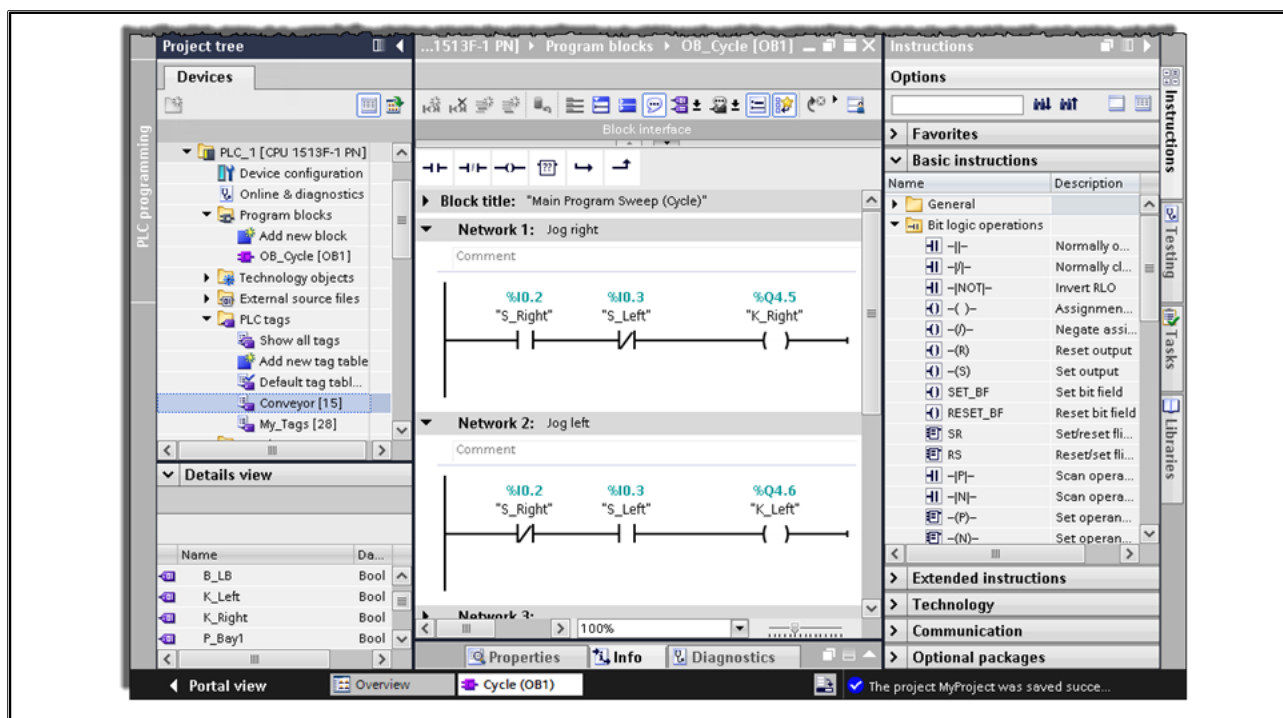 Project tree
Devices
PLC programming
PLC_1 [CPU 1513F-1 PN]
Device configuration
Online & diagnostics
Program blocks
Add new block
OB_Cycle [OB1]
Technology objects
External source files
PLC tags
Show all tags
Add new tag table
Default tag tabl...
Conveyor [15]
My_Tags [28]
Details view
Name Da...
B_LB Bool
K_Left Bool
K_Right Bool
P_Bay1 Bool
...1513F-1 PN] Program blocks OB_Cycle [OB1]
Block interface
??
Block title: "Main Program Sweep (Cycle)"
Network 1: Jog right
Comment
%I0.2 %I0.3 %Q4.5
"S_Right" "S_Left" "K_Right"
Network 2: Jog left
Comment
%I0.2 %I0.3 %Q4.6
"S_Right" "S_Left" "K_Left"
Network 3:
100%
Properties Info Diagnostics
Instructions
Options
Favorites
Basic instructions
Name Description
General
Bit logic operations
-||- Normally o...
-|/|- Normally cl...
-|NOT|- Invert RLO
-( )- Assignmen...
-(/)- Negate assi...
-(R) Reset output
-(S) Set output
SET_BF Set bit field
RESET_BF Reset bit field
SR Set/reset fli...
RS Reset/set fli...
-|P|- Scan opera...
-|N|- Scan opera...
-(P)- Set operan...
-(N)- Set operan...
Extended instructions
Technology
Communication
Optional packages
Instructions
Testing
Tasks
Libraries
Portal view Overview Cycle (OB1) The project MyProject was saved succe...